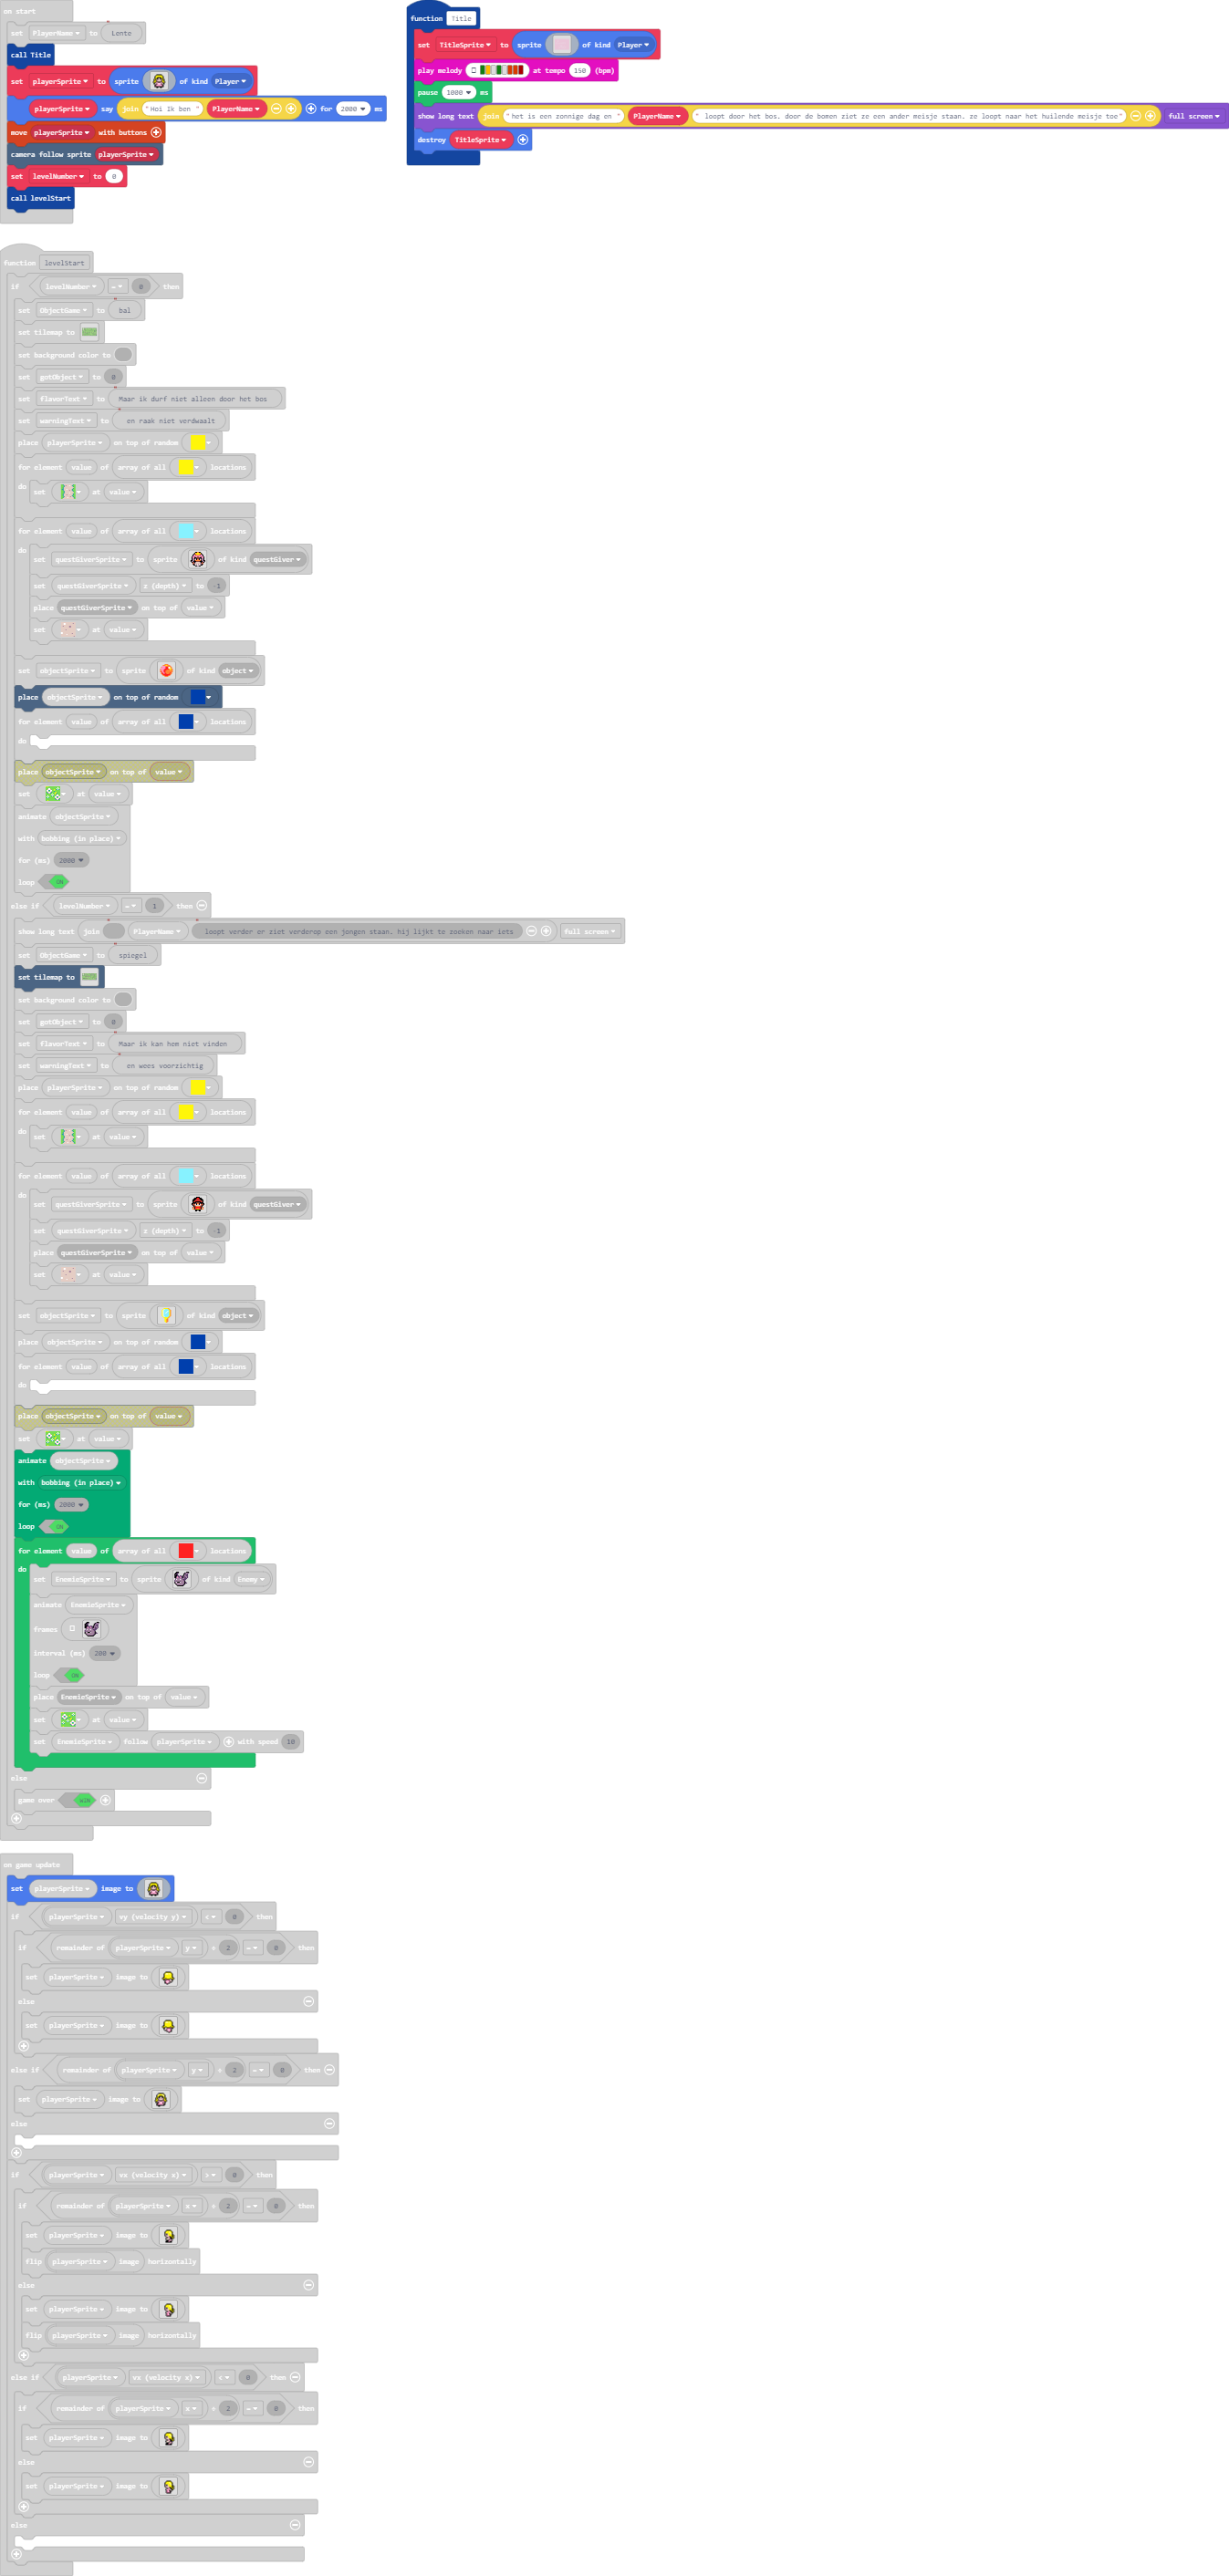 on start
set PlayerName to Lente
call Title
set playerSprite to sprite of kind Player
playerSprite say join "Hoi Ik ben " PlayerName for 2000 ms
move playerSprite with buttons
camera follow sprite playerSprite
set levelNumber to 0
call levelStart
function Title
set TitleSprite to sprite of kind Player
play melody at tempo 150 (bpm)
pause 1000 ms
show long text join "het is een zonnige dag en " PlayerName " loopt door het bos, door de bomen ziet ze een ander meisje staan. ze loopt naar het huilende meisje toe" full screen
destroy TitleSprite
function levelStart
if levelNumber = 0 then
set ObjectGame to bal
set tilemap to
set background color to
set gotObject to 0
set flavorText to Maar ik durf niet alleen door het bos
set warningText to en raak niet verdwaalt
place playerSprite on top of random
for element value of array of all locations
do set at value
for element value of array of all locations
do set questGiverSprite to sprite of kind questGiver
set questGiverSprite z (depth) to -1
place questGiverSprite on top of value
set at value
set objectSprite to sprite of kind object
place objectSprite on top of random
for element value of array of all locations
do
place objectSprite on top of value
set at value
animate objectSprite
with bobbing (in place)
for (ms) 2000
loop ON
else if levelNumber = 1 then
show long text join PlayerName loopt verder er ziet verderop een jongen staan. hij lijkt te zoeken naar iets full screen
set ObjectGame to spiegel
set tilemap to
set background color to
set gotObject to 0
set flavorText to Maar ik kan hem niet vinden
set warningText to en wees voorzichtig
place playerSprite on top of random
for element value of array of all locations
do set at value
for element value of array of all locations
do set questGiverSprite to sprite of kind questGiver
set questGiverSprite z (depth) to -1
place questGiverSprite on top of value
set at value
set objectSprite to sprite of kind object
place objectSprite on top of random
for element value of array of all locations
do
place objectSprite on top of value
set at value
animate objectSprite
with bobbing (in place)
for (ms) 2000
loop ON
for element value of array of all locations
do set EnemieSprite to sprite of kind Enemy
animate EnemieSprite
frames
interval (ms) 200
loop ON
place EnemieSprite on top of value
set at value
set EnemieSprite follow playerSprite with speed 10
else
game over WIN
on game update
set playerSprite image to
if playerSprite vy (velocity y) < 0 then
if remainder of playerSprite y ÷ 2 = 0 then
set playerSprite image to
else
set playerSprite image to
else if remainder of playerSprite y ÷ 2 = 0 then
set playerSprite image to
else
if playerSprite vx (velocity x) > 0 then
if remainder of playerSprite x ÷ 2 = 0 then
set playerSprite image to
flip playerSprite image horizontally
else
set playerSprite image to
flip playerSprite image horizontally
else if playerSprite vx (velocity x) < 0 then
if remainder of playerSprite x ÷ 2 = 0 then
set playerSprite image to
else
set playerSprite image to
else